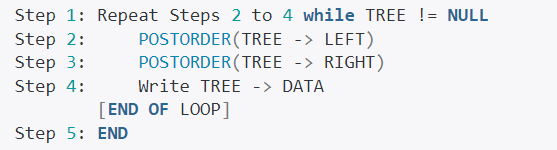 Step 1: Repeat Steps 2 to 4 while TREE != NULL
Step 2:     POSTORDER(TREE -> LEFT)
Step 3:     POSTORDER(TREE -> RIGHT)
Step 4:     Write TREE -> DATA
        [END OF LOOP]
Step 5: END